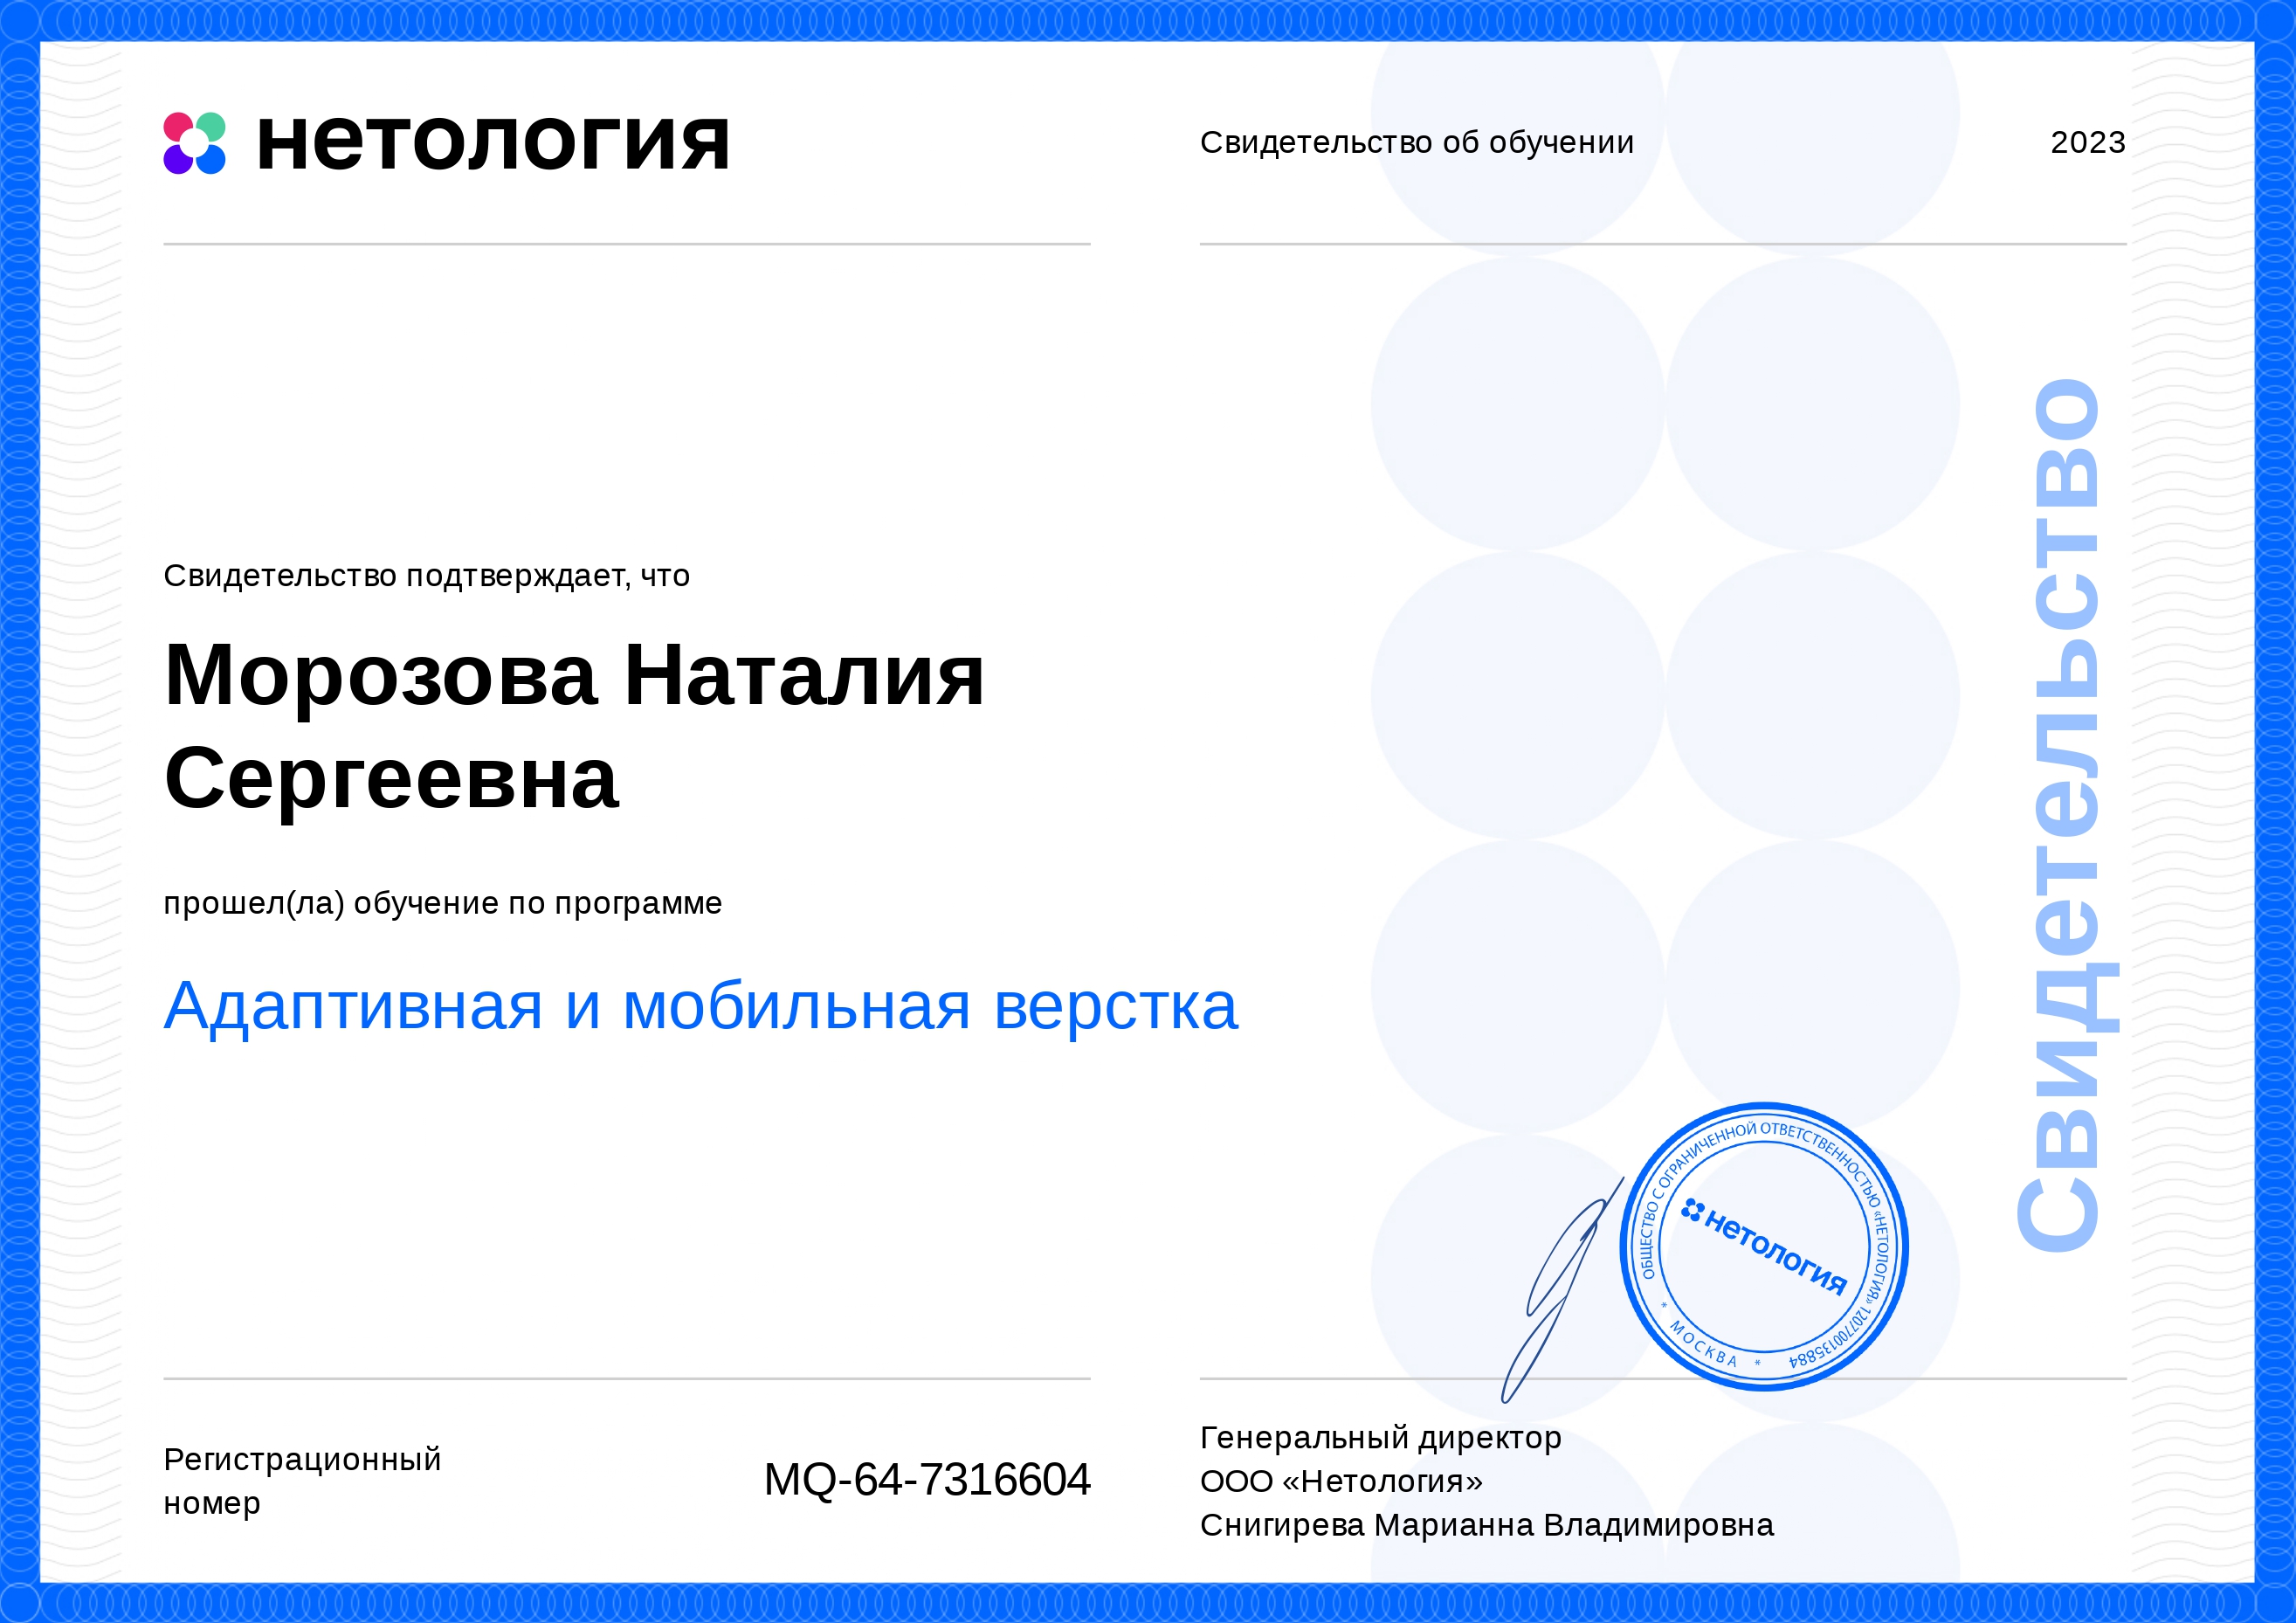 нетология
Свидетельство об обучении
2023
Свидетельство подтверждает, что
Морозова Наталия
Сергеевна
прошел(ла) обучение по программе
Адаптивная и мобильная верстка
Свидетельство
ОБЩЕСТВО С ОГРАНИЧЕННОЙ ОТВЕТСТВЕННОСТЬЮ «НЕТОЛОГИЯ» 1207700135884
* МОСКВА *
нетология
Регистрационный
номер
MQ-64-7316604
Генеральный директор
ООО «Нетология»
Снигирева Марианна Владимировна